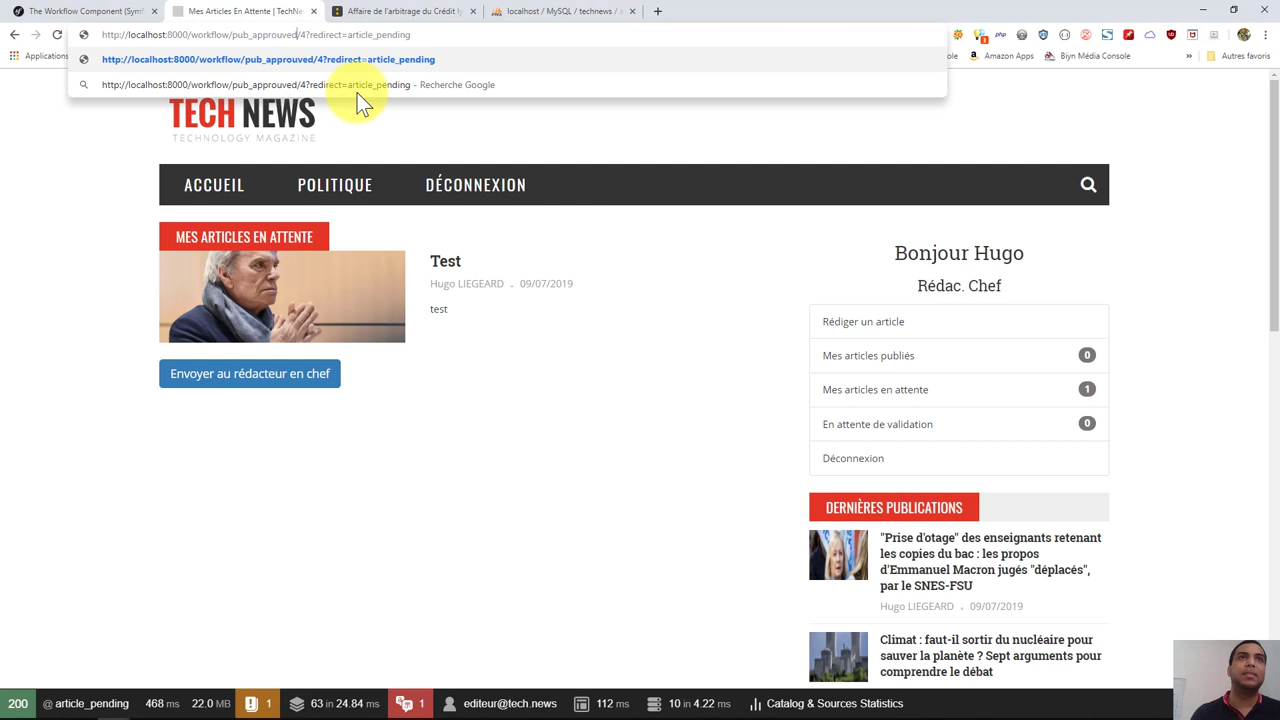 The Workflow Component (Symf
Mes Articles En Attente | TechNe
Affaire de l'arbitrage du Crédit ly
localhost / MySQL / technews / e
http://localhost:8000/workflow/pub_approuved/4?redirect=article_pending
Applications
http://localhost:8000/workflow/pub_approuved/4?redirect=article_pending
Amazon Apps
Biyn Média Console
Autres favoris
http://localhost:8000/workflow/pub_approuved/4?redirect=article_pending - Recherche Google
TECH NEWS
TECHNOLOGY MAGAZINE
ACCUEIL
POLITIQUE
DÉCONNEXION
MES ARTICLES EN ATTENTE
Test
Hugo LIEGEARD . 09/07/2019
test
Envoyer au rédacteur en chef
Bonjour Hugo
Rédac. Chef
Rédiger un article
Mes articles publiés 0
Mes articles en attente 1
En attente de validation 0
Déconnexion
DERNIÈRES PUBLICATIONS
"Prise d'otage" des enseignants retenant
les copies du bac : les propos
d'Emmanuel Macron jugés "déplacés",
par le SNES-FSU
Hugo LIEGEARD . 09/07/2019
Climat : faut-il sortir du nucléaire pour
sauver la planète ? Sept arguments pour
comprendre le débat
200 @ article_pending 468 ms 22.0 MB 1 63 in 24.84 ms 1 editeur@tech.news 112 ms 10 in 4.22 ms Catalog & Sources Statistics